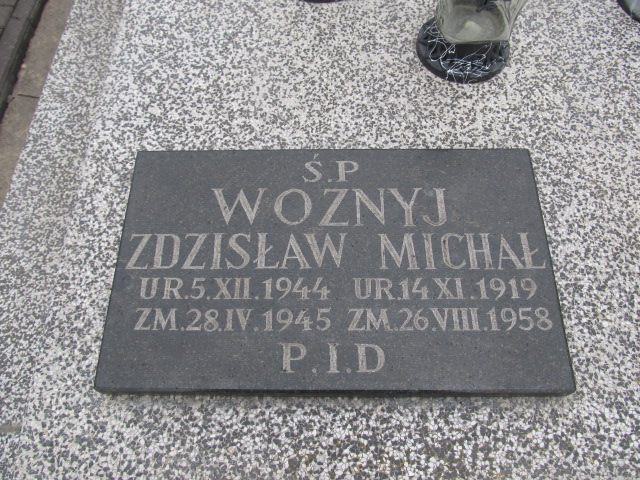 Ś.P
WOZNYJ
ZDZISŁAW MICHAŁ
UR.5.XII.1944 UR.14.XI.1919
ZM.28.IV.1945 ZM.26.VIII.1958
P.I.D